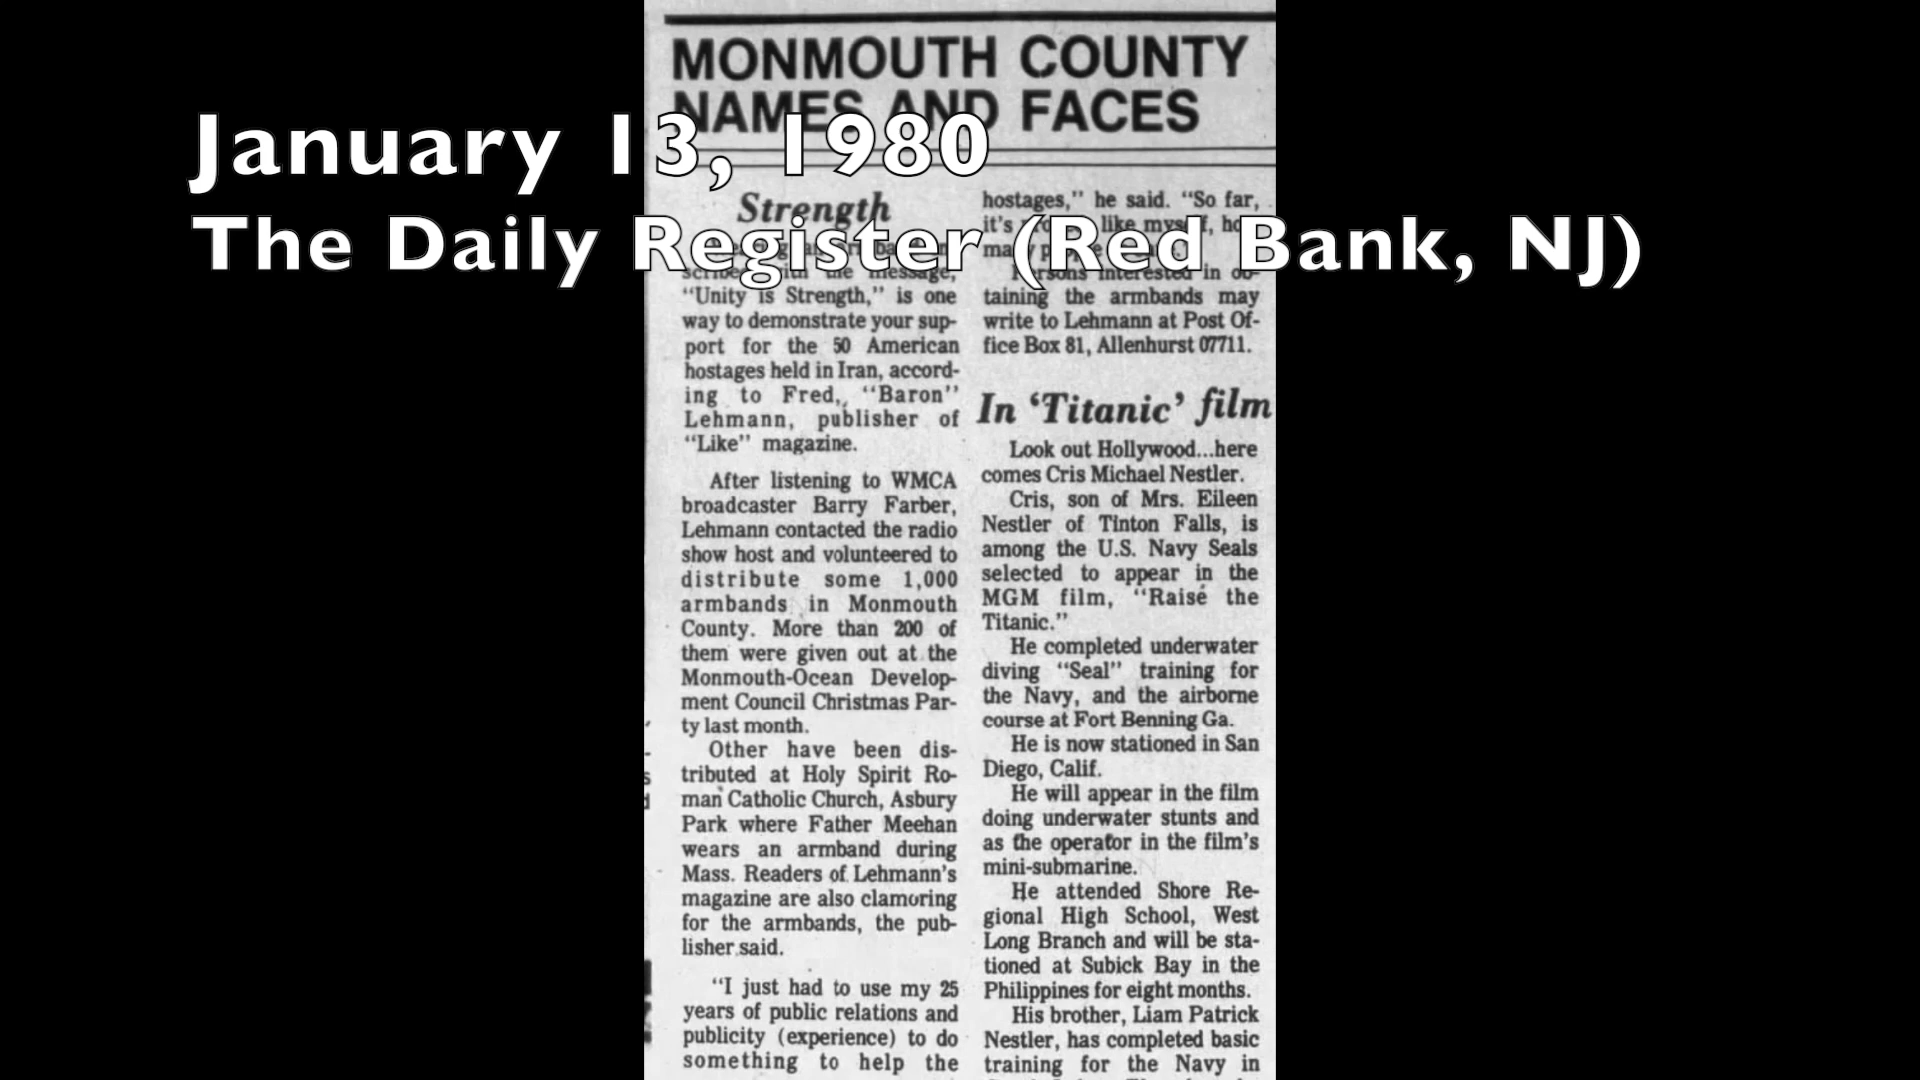 January 13, 1980
The Daily Register (Red Bank, NJ)
MONMOUTH COUNTY
NAMES AND FACES
Strength
scribed with the message,
“Unity is Strength,” is one
way to demonstrate your sup-
port for the 50 American
hostages held in Iran, accord-
ing to Fred, “Baron”
Lehmann, publisher of
“Like” magazine.
After listening to WMCA
broadcaster Barry Farber,
Lehmann contacted the radio
show host and volunteered to
distribute some 1,000
armbands in Monmouth
County. More than 200 of
them were given out at the
Monmouth-Ocean Develop-
ment Council Christmas Par-
ty last month.
Other have been dis-
tributed at Holy Spirit Ro-
man Catholic Church, Asbury
Park where Father Meehan
wears an armband during
Mass. Readers of Lehmann's
magazine are also clamoring
for the armbands, the pub-
lisher said.
“I just had to use my 25
years of public relations and
publicity (experience) to do
something to help the
hostages,” he said. “So far,
it's like myself,
Persons interested in ob-
taining the armbands may
write to Lehmann at Post Of-
fice Box 81, Allenhurst 07711.
In ‘Titanic’ film
Look out Hollywood...here
comes Cris Michael Nestler.
Cris, son of Mrs. Eileen
Nestler of Tinton Falls, is
among the U.S. Navy Seals
selected to appear in the
MGM film, “Raise the
Titanic.”
He completed underwater
diving “Seal” training for
the Navy, and the airborne
course at Fort Benning Ga.
He is now stationed in San
Diego, Calif.
He will appear in the film
doing underwater stunts and
as the operator in the film's
mini-submarine.
He attended Shore Re-
gional High School, West
Long Branch and will be sta-
tioned at Subick Bay in the
Philippines for eight months.
His brother, Liam Patrick
Nestler, has completed basic
training for the Navy in